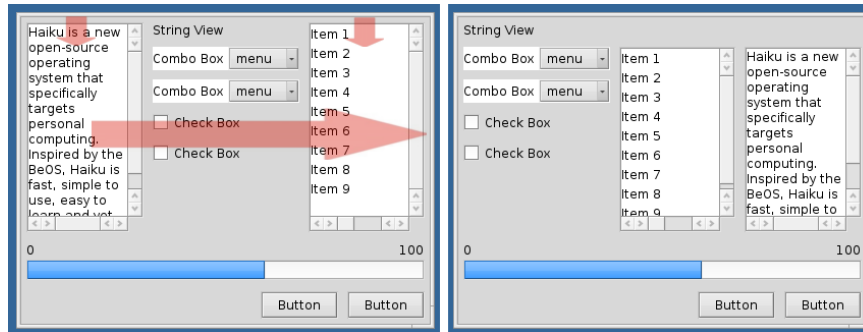 Haiku is a new
open-source
operating
system that
specifically
targets
personal
computing.
Inspired by the
BeOS, Haiku is
fast, simple to
use, easy to
learn and yet
String View
Combo Box menu
Combo Box menu
Check Box
Check Box
Item 1
Item 2
Item 3
Item 4
Item 5
Item 6
Item 7
Item 8
Item 9
0 100
Button Button
String View
Combo Box menu
Combo Box menu
Check Box
Check Box
Item 1
Item 2
Item 3
Item 4
Item 5
Item 6
Item 7
Item 8
Item 9
Haiku is a new
open-source
operating
system that
specifically
targets
personal
computing.
Inspired by the
BeOS, Haiku is
fast, simple to
0 100
Button Button